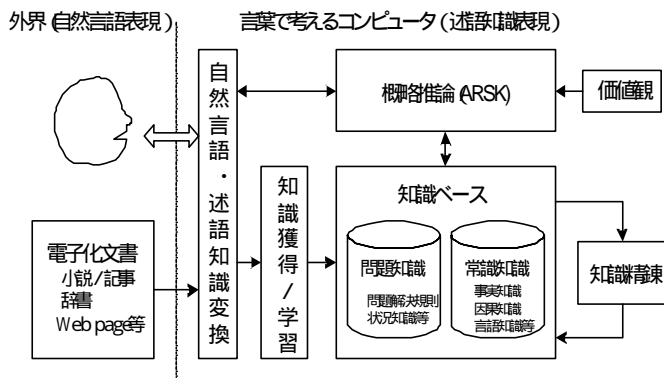 外界(自然言語表現)
言葉で考えるコンピュータ(述語知識表現)
自然言語・述語知識変換
概略推論(ARSK)
価値観
知識獲得/学習
知識ベース
問題知識
問題解決規則
状況知識等
常識知識
事実知識
因果知識
言語知識等
知識精錬
電子化文書
小説/記事
辞書
Web page等